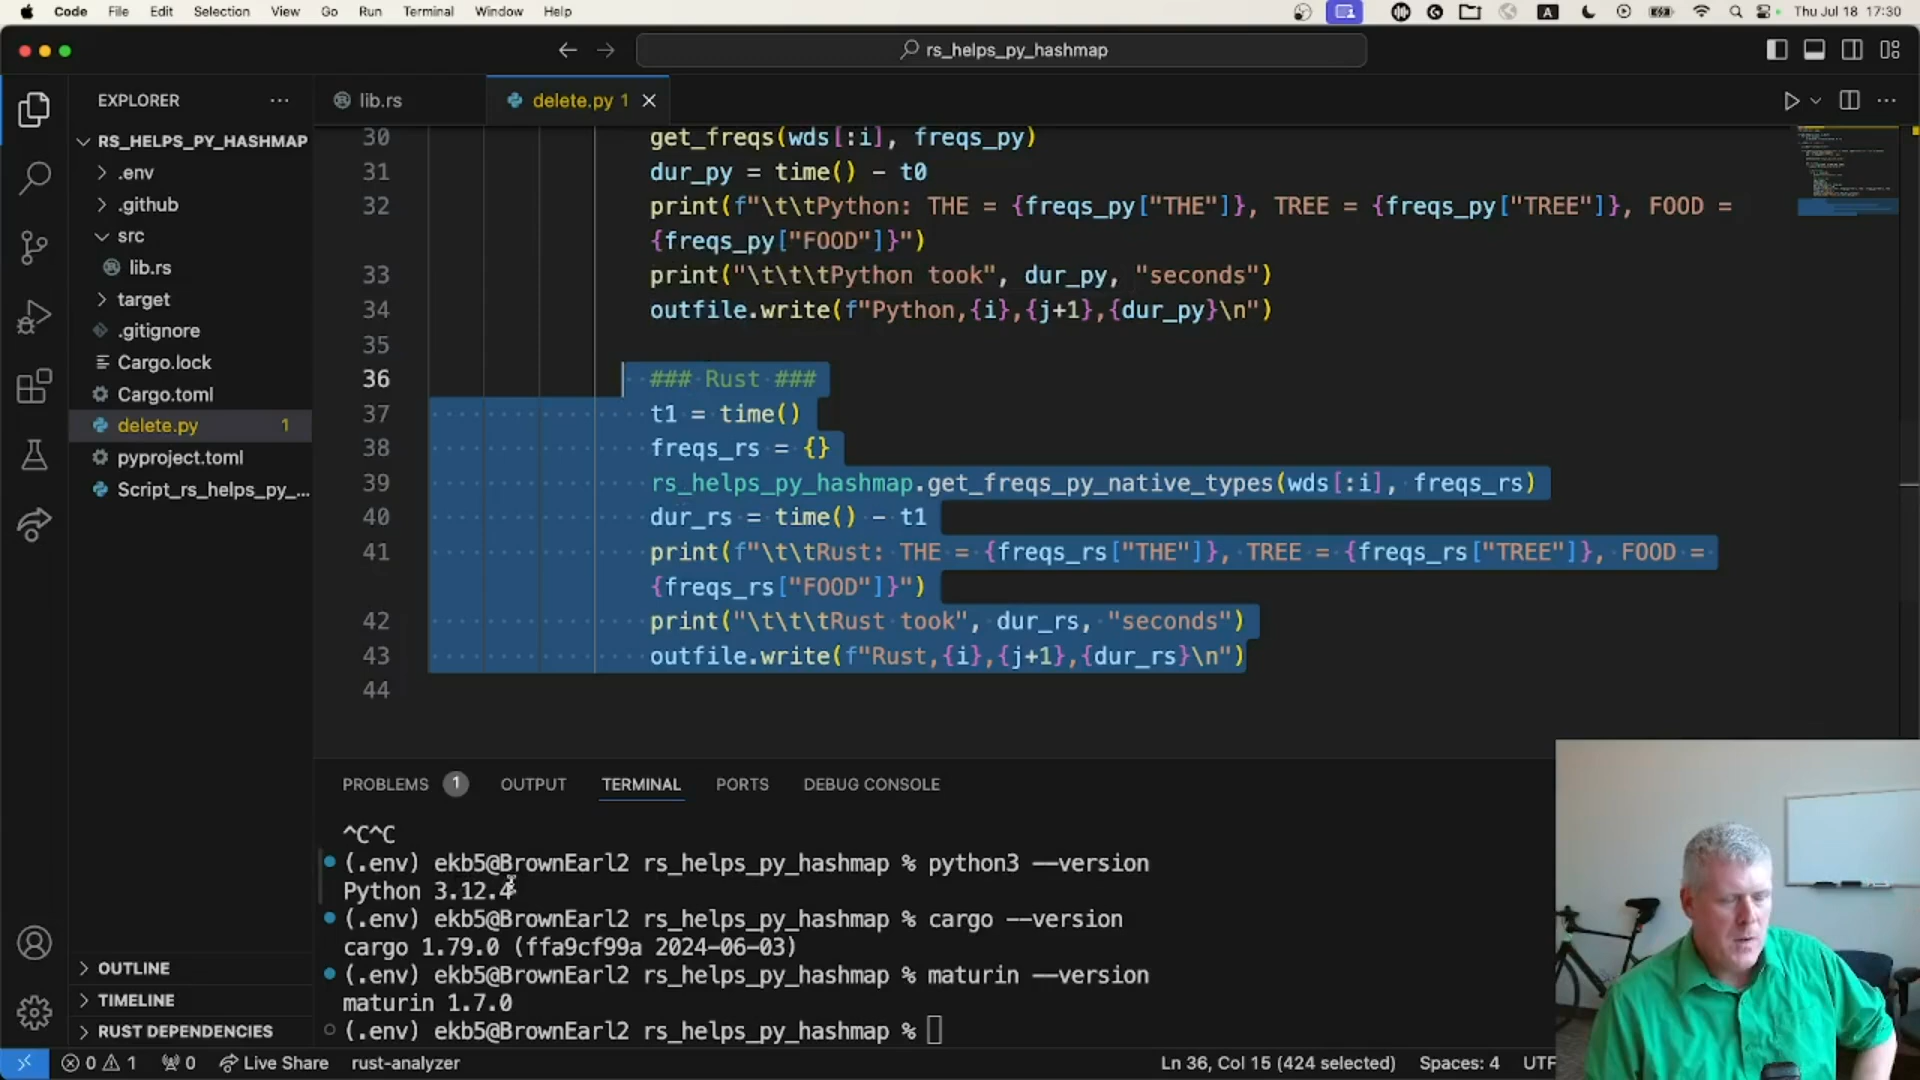 Code File Edit Selection View Go Run Terminal Window Help A Thu Jul 18 17:30
rs_helps_py_hashmap
EXPLORER
lib.rs
delete.py 1
RS_HELPS_PY_HASHMAP
.env
.github
src
lib.rs
target
.gitignore
Cargo.lock
Cargo.toml
delete.py 1
pyproject.toml
Script_rs_helps_py_...
OUTLINE
TIMELINE
RUST DEPENDENCIES
30 get_freqs(wds[:i], freqs_py)
31 dur_py = time() - t0
32 print(f"\t\tPython: THE = {freqs_py["THE"]}, TREE = {freqs_py["TREE"]}, FOOD =
{freqs_py["FOOD"]}")
33 print("\t\t\tPython took", dur_py, "seconds")
34 outfile.write(f"Python,{i},{j+1},{dur_py}\n")
35
36 ### Rust ###
37 t1 = time()
38 freqs_rs = {}
39 rs_helps_py_hashmap.get_freqs_py_native_types(wds[:i], freqs_rs)
40 dur_rs = time() - t1
41 print(f"\t\tRust: THE = {freqs_rs["THE"]}, TREE = {freqs_rs["TREE"]}, FOOD =
{freqs_rs["FOOD"]}")
42 print("\t\t\tRust took", dur_rs, "seconds")
43 outfile.write(f"Rust,{i},{j+1},{dur_rs}\n")
44
PROBLEMS 1 OUTPUT TERMINAL PORTS DEBUG CONSOLE
^C^C
(.env) ekb5@BrownEarl2 rs_helps_py_hashmap % python3 --version
Python 3.12.4
(.env) ekb5@BrownEarl2 rs_helps_py_hashmap % cargo --version
cargo 1.79.0 (ffa9cf99a 2024-06-03)
(.env) ekb5@BrownEarl2 rs_helps_py_hashmap % maturin --version
maturin 1.7.0
(.env) ekb5@BrownEarl2 rs_helps_py_hashmap %
0 1 0 Live Share rust-analyzer Ln 36, Col 15 (424 selected) Spaces: 4 UTF